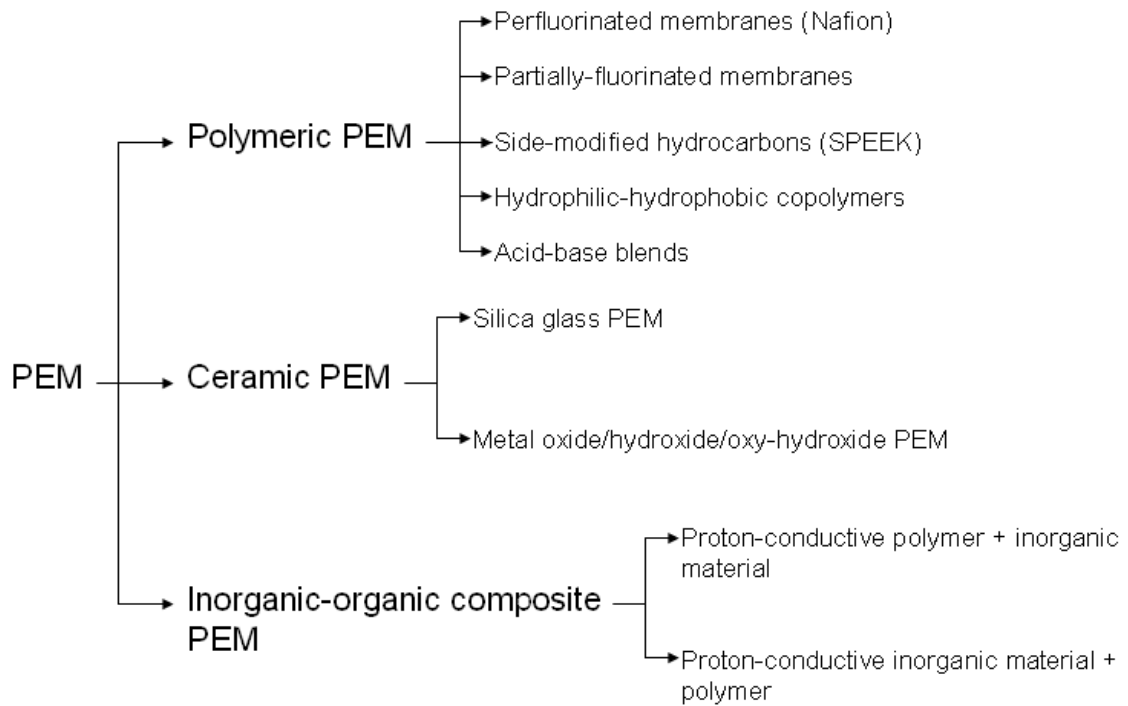 Perfluorinated membranes (Nafion)
Partially-fluorinated membranes
Polymeric PEM
Side-modified hydrocarbons (SPEEK)
Hydrophilic-hydrophobic copolymers
Acid-base blends
Silica glass PEM
PEM
Ceramic PEM
Metal oxide/hydroxide/oxy-hydroxide PEM
Proton-conductive polymer + inorganic
material
Inorganic-organic composite
PEM
Proton-conductive inorganic material +
polymer